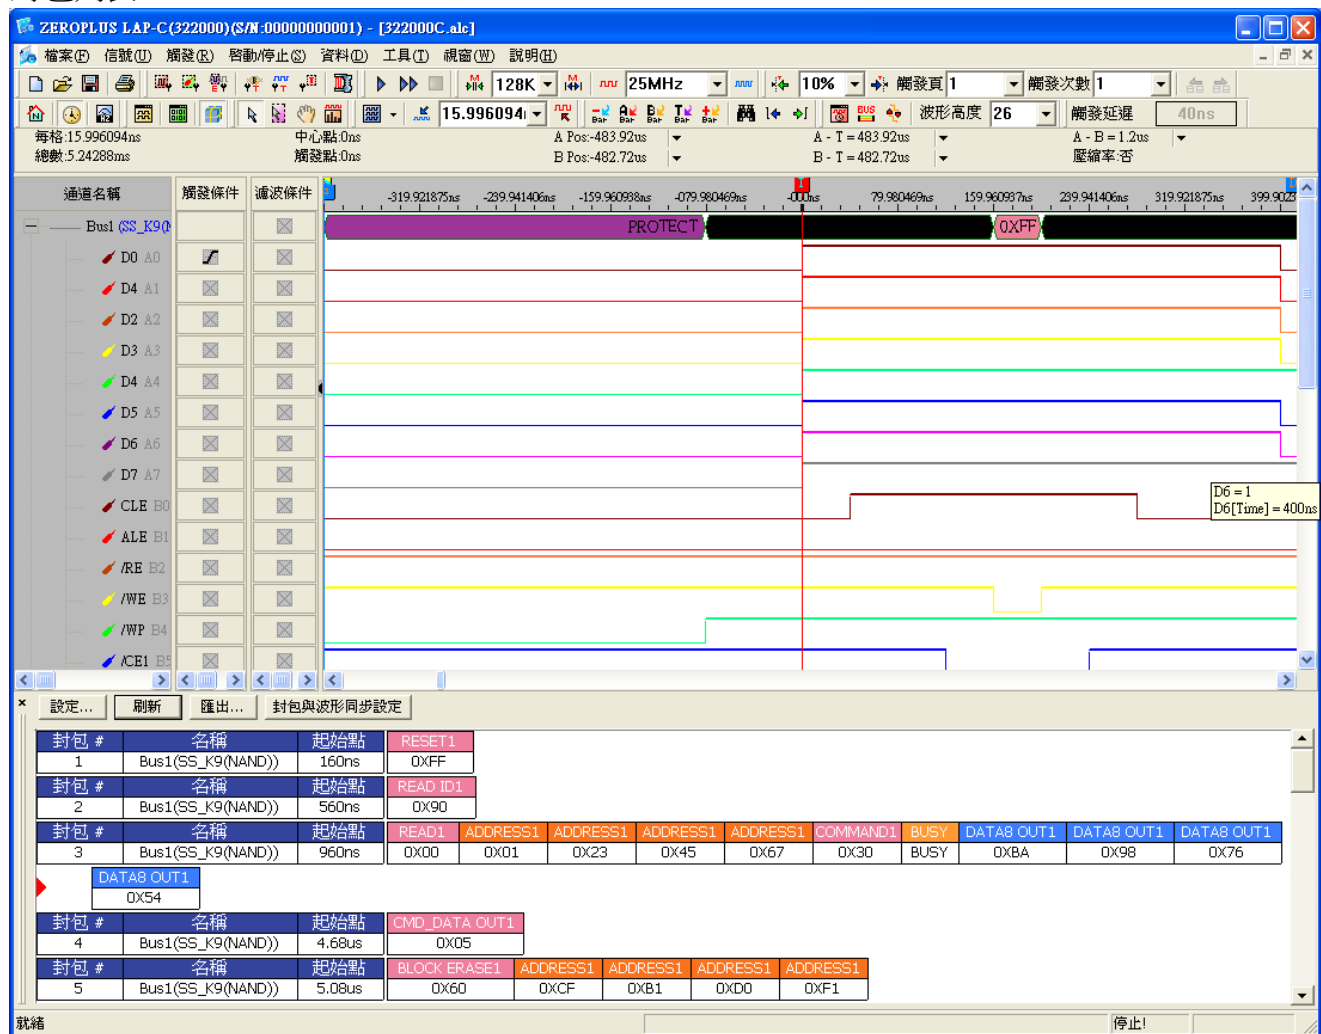 ZEROPLUS LAP-C(322000)(S/N:00000000001) - [322000C.alc]
檔案(F) 信號(U) 觸發(R) 啓動/停止(S) 資料(D) 工具(T) 視窗(W) 說明(H)
128K 25MHz 10% 觸發頁 1 觸發次數 1
15.996094 波形高度 26 觸發延遲 40ns
每格:15.996094ns 中心點:0ns A Pos:-483.92us A - T = 483.92us A - B = 1.2us
總數:5.24288ms 觸發點:0ns B Pos:-482.72us B - T = 482.72us 壓縮率:否
通道名稱 觸發條件 濾波條件 -319.921875ns -239.941406ns -159.960938ns -079.980469ns -000ns 79.980469ns 159.960937ns 239.941406ns 319.921875ns 399.9023
Bus1 (SS_K9(N PROTECT 0XFF
D0 A0
D4 A1
D2 A2
D3 A3
D4 A4
D5 A5
D6 A6
D7 A7
CLE B0
D6 = 1
D6[Time] = 400ns
ALE B1
/RE B2
/WE B3
/WP B4
/CE1 B5
設定... 刷新 匯出... 封包與波形同步設定
封包 # 名稱 起始點 RESET1
1 Bus1(SS_K9(NAND)) 160ns 0XFF
封包 # 名稱 起始點 READ ID1
2 Bus1(SS_K9(NAND)) 560ns 0X90
封包 # 名稱 起始點 READ1 ADDRESS1 ADDRESS1 ADDRESS1 ADDRESS1 COMMAND1 BUSY DATA8 OUT1 DATA8 OUT1 DATA8 OUT1
3 Bus1(SS_K9(NAND)) 960ns 0X00 0X01 0X23 0X45 0X67 0X30 BUSY 0XBA 0X98 0X76
DATA8 OUT1
0X54
封包 # 名稱 起始點 CMD_DATA OUT1
4 Bus1(SS_K9(NAND)) 4.68us 0X05
封包 # 名稱 起始點 BLOCK ERASE1 ADDRESS1 ADDRESS1 ADDRESS1 ADDRESS1
5 Bus1(SS_K9(NAND)) 5.08us 0X60 0XCF 0XB1 0XD0 0XF1
就緒 停止!